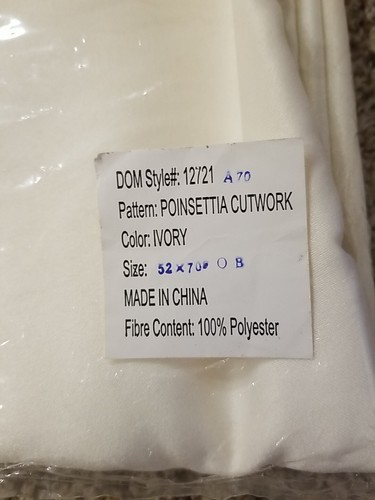 DOM Style#: 12721 A 70
Pattern: POINSETTIA CUTWORK
Color: IVORY
Size: 52 x 70" O B
MADE IN CHINA
Fibre Content: 100% Polyester